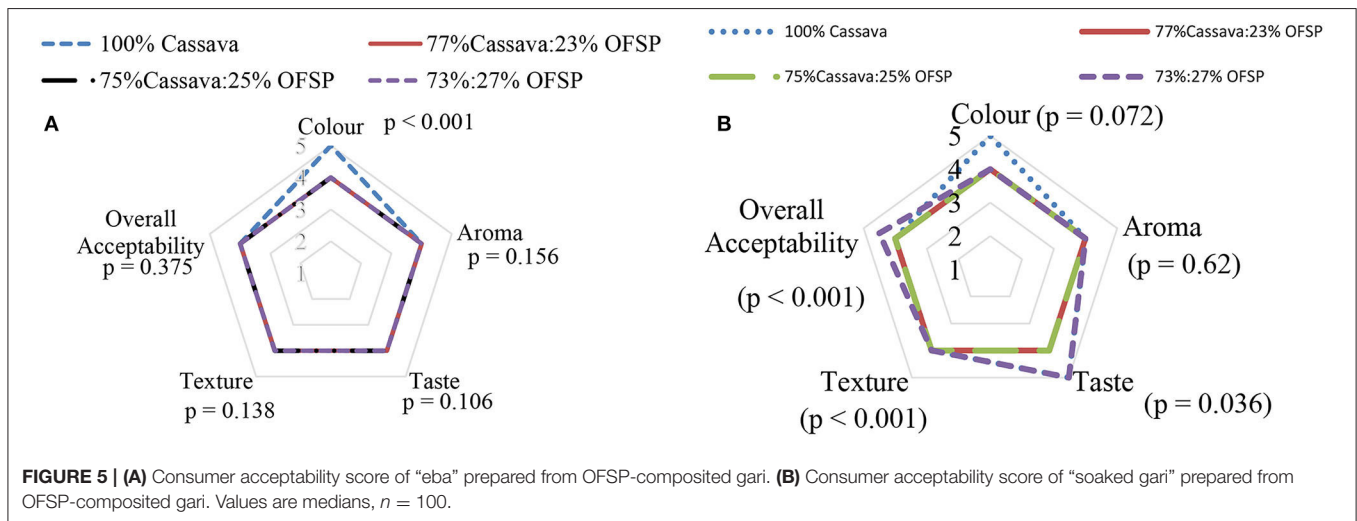 100% Cassava
77%Cassava:23% OFSP
75%Cassava:25% OFSP
73%:27% OFSP
100% Cassava
77%Cassava:23% OFSP
75%Cassava:25% OFSP
73%:27% OFSP
A
Colour
p < 0.001
5
4
3
2
1
Aroma
p = 0.156
Taste
p = 0.106
Texture
p = 0.138
Overall
Acceptability
p = 0.375
B
Colour (p = 0.072)
5
4
3
2
1
Aroma
(p = 0.62)
Taste
(p = 0.036)
Texture
(p < 0.001)
Overall
Acceptability
(p < 0.001)
FIGURE 5 | (A) Consumer acceptability score of “eba” prepared from OFSP-composited gari. (B) Consumer acceptability score of “soaked gari” prepared from
OFSP-composited gari. Values are medians, n = 100.